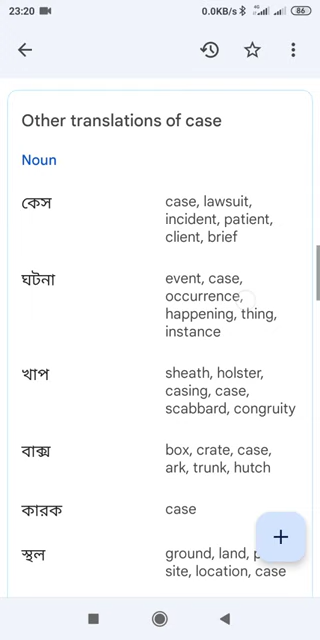 23:20 0.0KB/s 4G 86
Other translations of case
Noun
কেস
case, lawsuit,
incident, patient,
client, brief
ঘটনা
event, case,
occurrence,
happening, thing,
instance
খাপ
sheath, holster,
casing, case,
scabbard, congruity
বাক্স
box, crate, case,
ark, trunk, hutch
কারক
case
স্থল
ground, land,
site, location, case